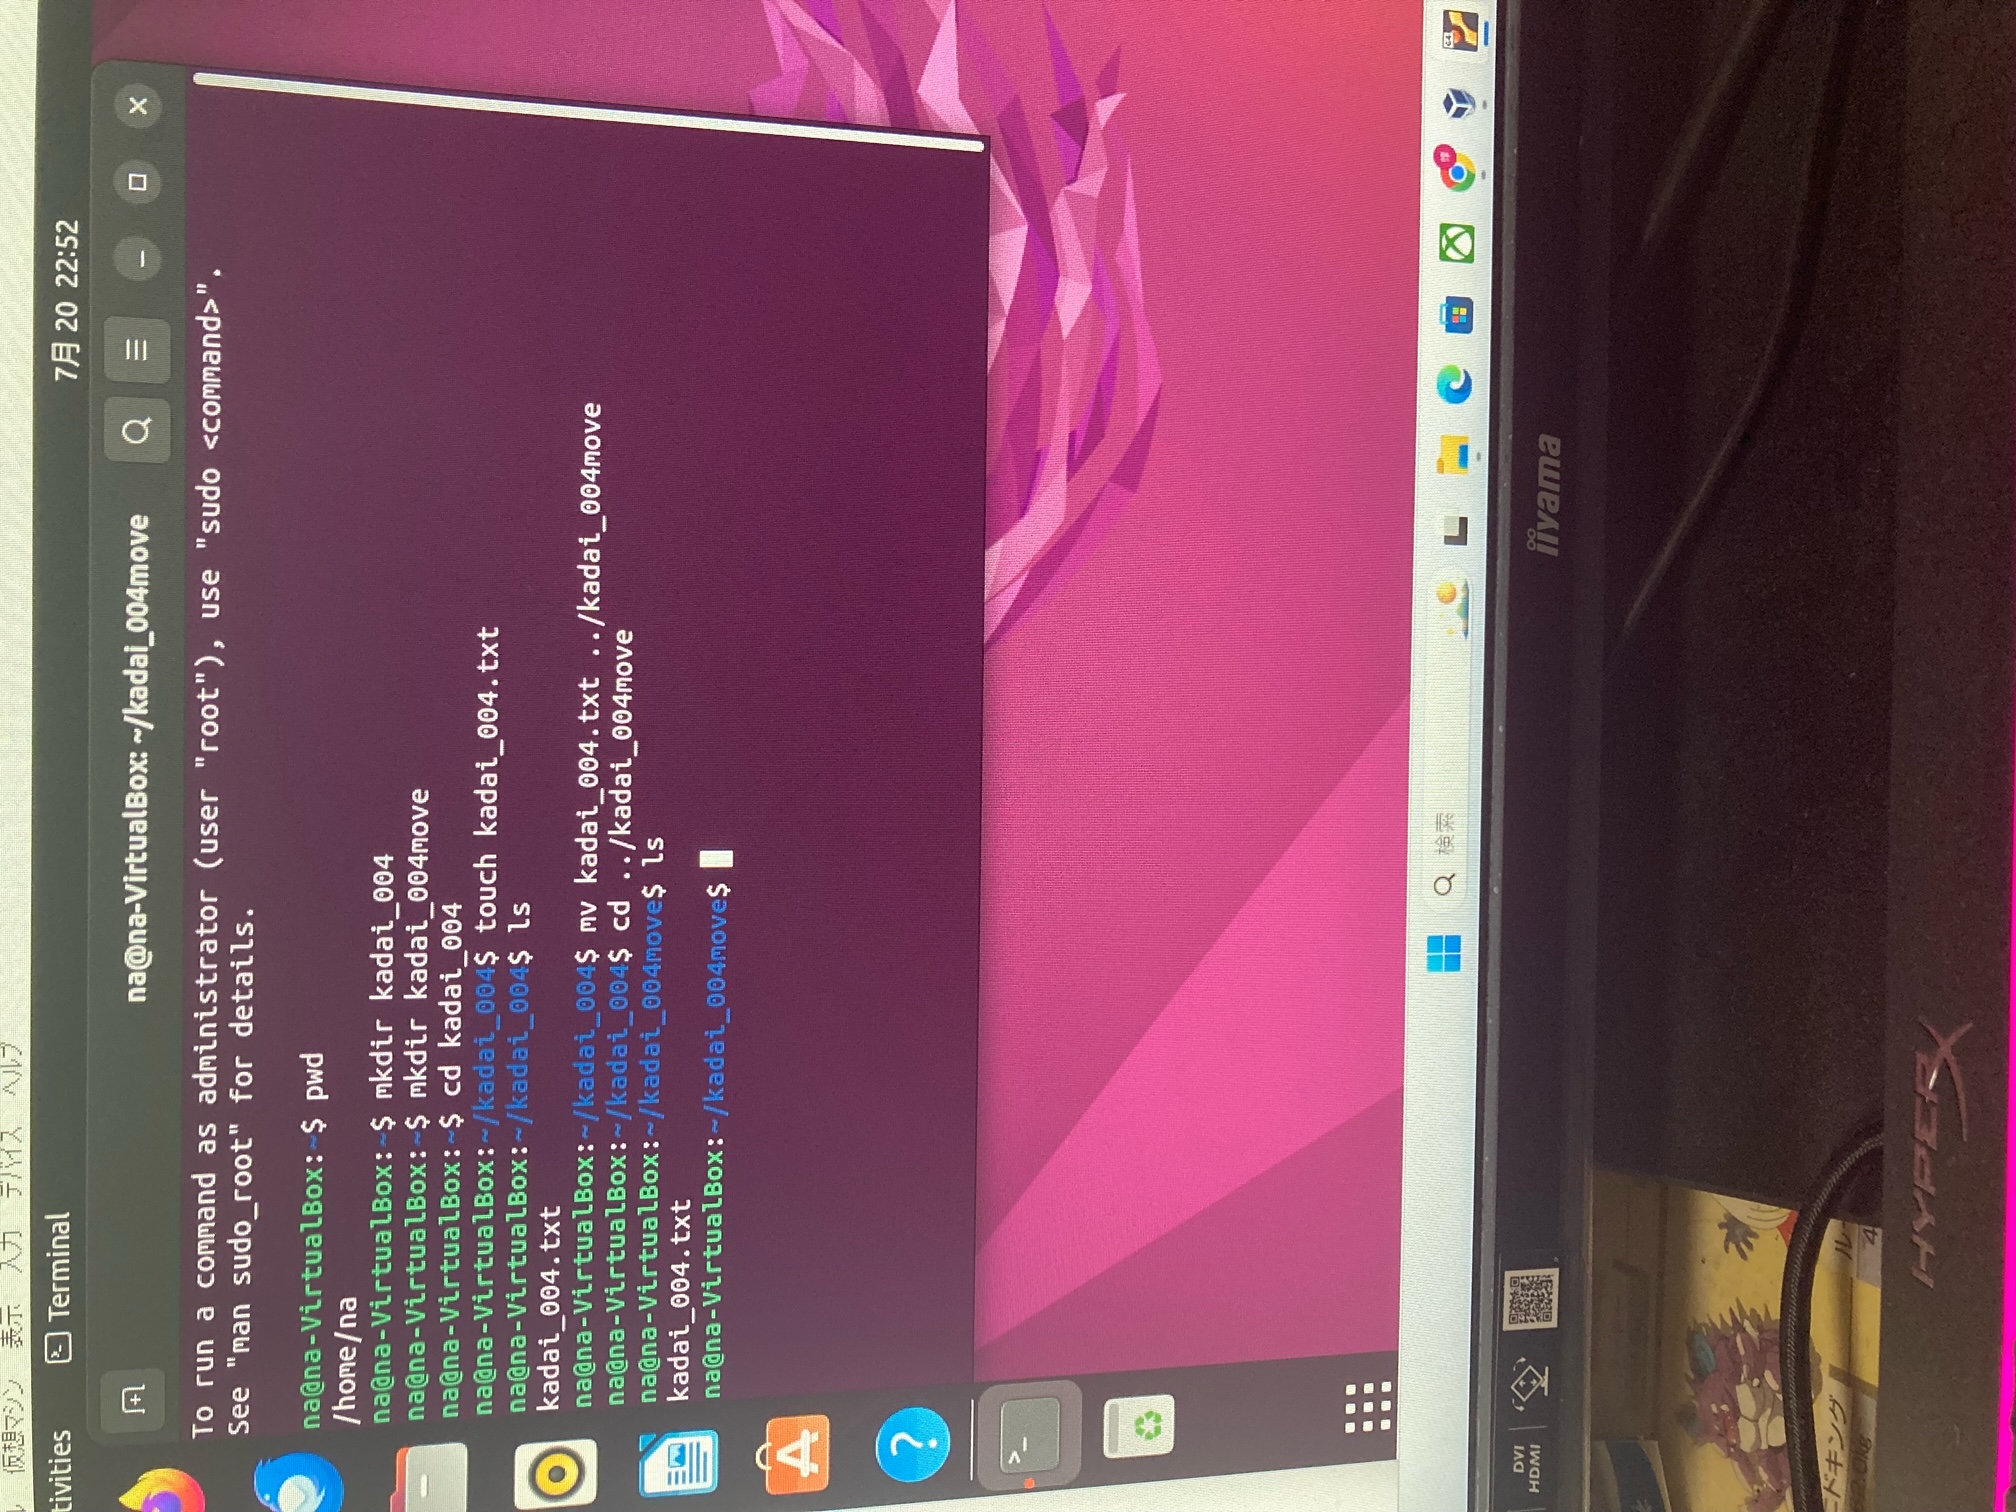 仮想マシン 表示 入力 デバイス ヘルプ
tivities Terminal 7月 20 22:52
na@na-VirtualBox: ~/kadai_004move
To run a command as administrator (user "root"), use "sudo <command>".
See "man sudo_root" for details.
na@na-VirtualBox:~$ pwd
/home/na
na@na-VirtualBox:~$ mkdir kadai_004
na@na-VirtualBox:~$ mkdir kadai_004move
na@na-VirtualBox:~$ cd kadai_004
na@na-VirtualBox:~/kadai_004$ touch kadai_004.txt
na@na-VirtualBox:~/kadai_004$ ls
kadai_004.txt
na@na-VirtualBox:~/kadai_004$ mv kadai_004.txt ../kadai_004move
na@na-VirtualBox:~/kadai_004$ cd ../kadai_004move
na@na-VirtualBox:~/kadai_004move$ ls
kadai_004.txt
na@na-VirtualBox:~/kadai_004move$
検索
DVI
HDMI
iiyama
ドキング
ル
4
HYPERX